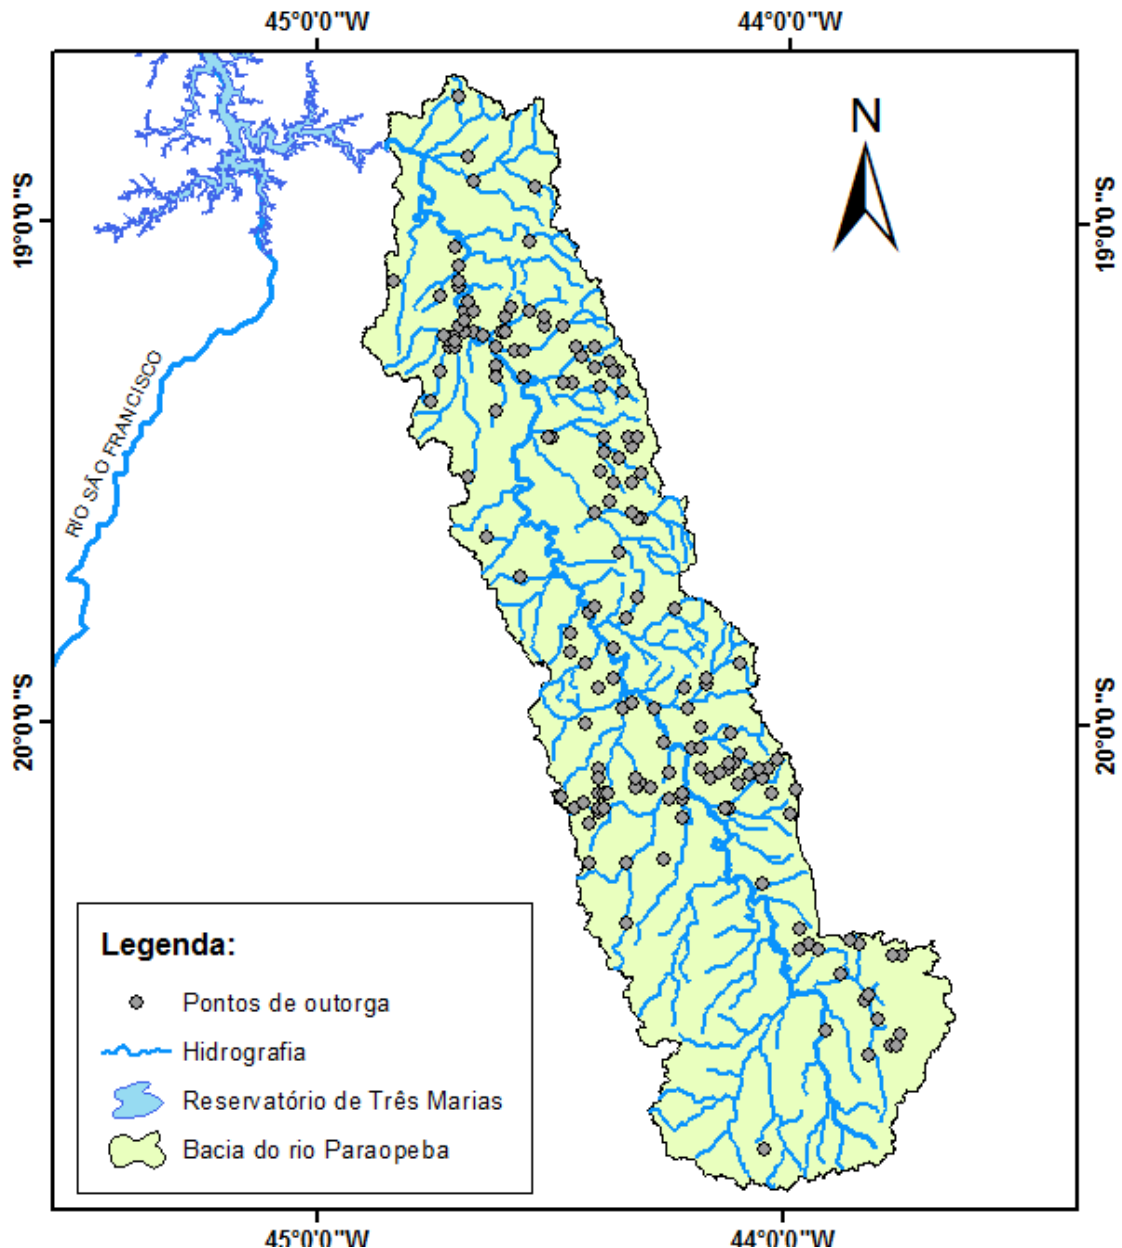 45°0'0"W 44°0'0"W
N
19°0'0"S 19°0'0"S
RIO SÃO FRANCISCO
20°0'0"S 20°0'0"S
Legenda:
Pontos de outorga
Hidrografia
Reservatório de Três Marias
Bacia do rio Paraopeba
45°0'0"W 44°0'0"W